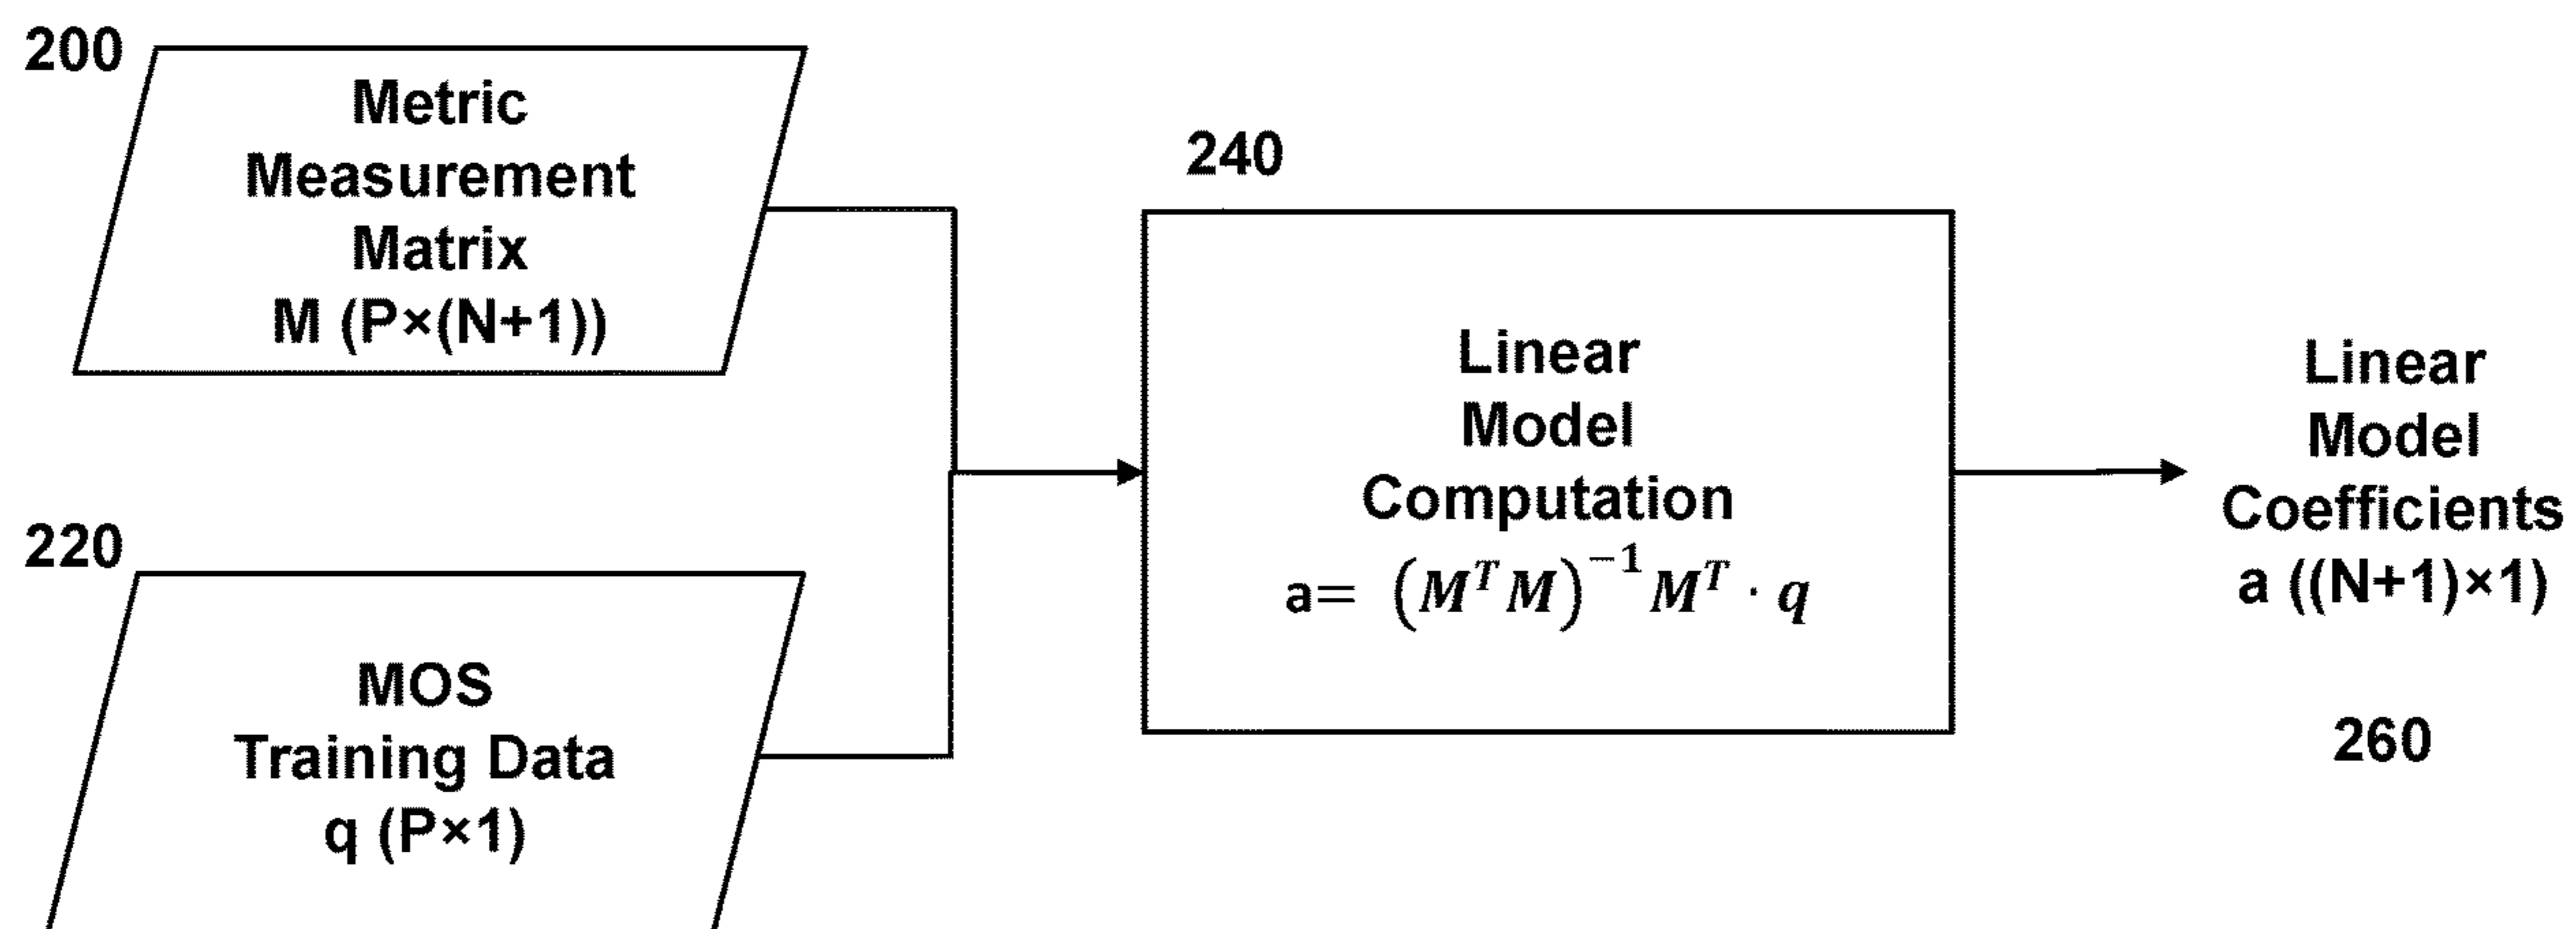 200
Metric
Measurement
Matrix
M (P×(N+1))
220
MOS
Training Data
q (P×1)
240
Linear
Model
Computation
a= (M^T M)^{-1} M^T · q
Linear
Model
Coefficients
a ((N+1)×1)
260